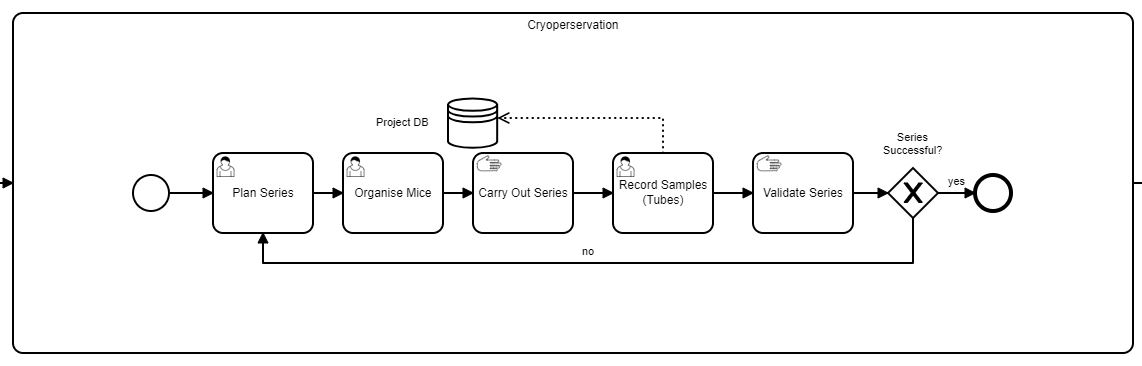 Cryoperservation
Project DB
Plan Series
Organise Mice
Carry Out Series
Record Samples
(Tubes)
Validate Series
Series
Successful?
yes
no